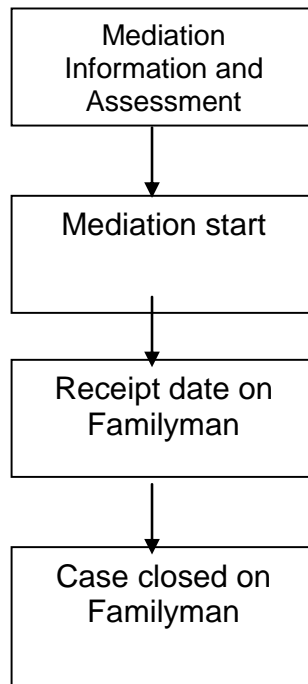 Mediation
Information and
Assessment
Mediation start
Receipt date on
Familyman
Case closed on
Familyman